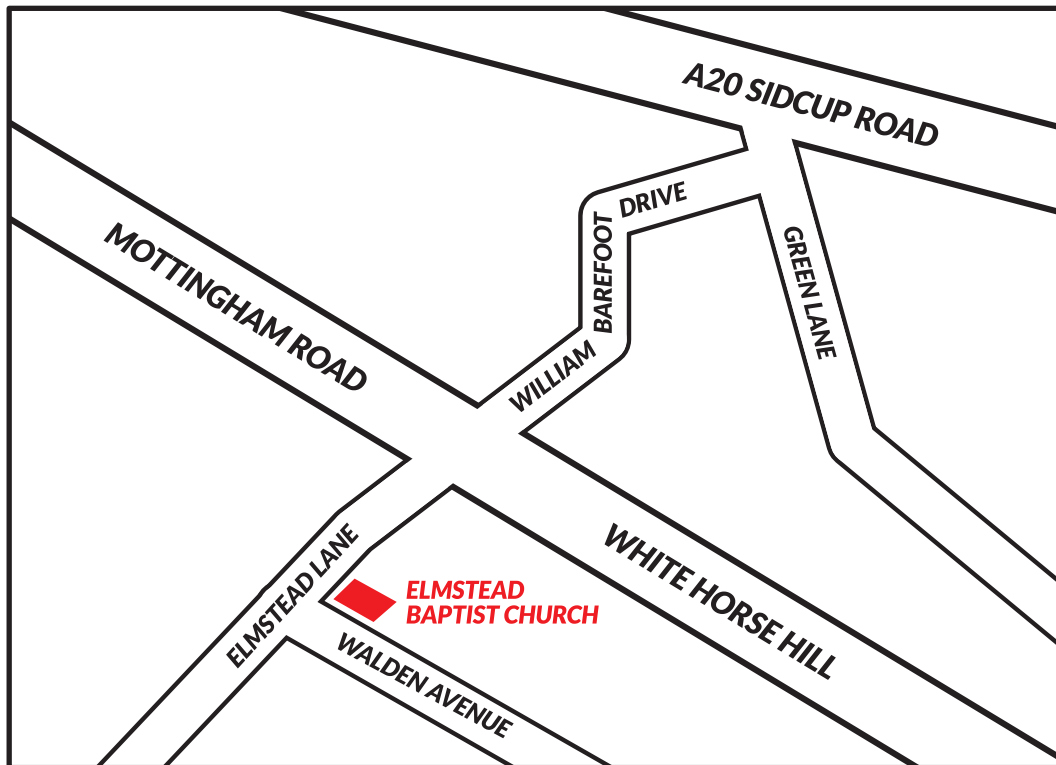 A20 SIDCUP ROAD
DRIVE
BAREFOOT
WILLIAM
GREEN LANE
MOTTINGHAM ROAD
WHITE HORSE HILL
ELMSTEAD LANE
ELMSTEAD
BAPTIST CHURCH
WALDEN AVENUE